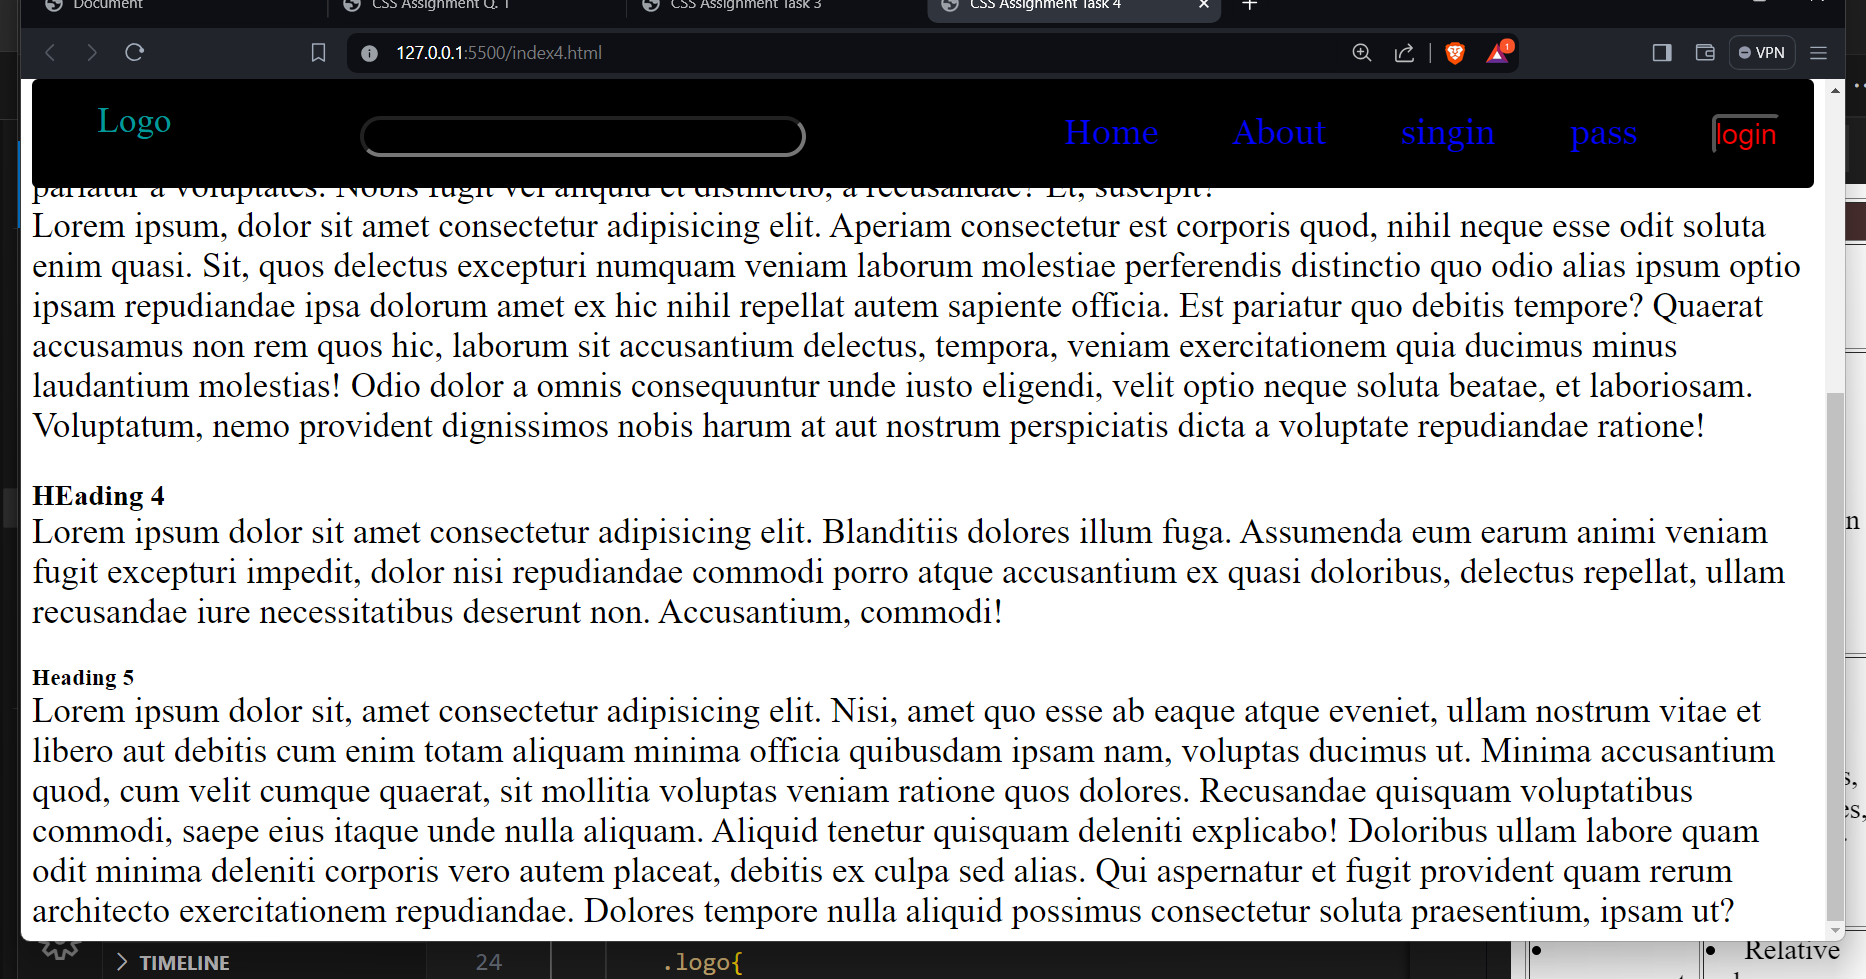 Document
CSS Assignment Q. 1
CSS Assignment Task 3
CSS Assignment Task 4
127.0.0.1:5500/index4.html
1
VPN
Logo
Home
About
singin
pass
login
pariatur a voluptates. Nobis fugit vel aliquid et distinctio, a recusandae? Et, suscipit?
Lorem ipsum, dolor sit amet consectetur adipisicing elit. Aperiam consectetur est corporis quod, nihil neque esse odit soluta
enim quasi. Sit, quos delectus excepturi numquam veniam laborum molestiae perferendis distinctio quo odio alias ipsum optio
ipsam repudiandae ipsa dolorum amet ex hic nihil repellat autem sapiente officia. Est pariatur quo debitis tempore? Quaerat
accusamus non rem quos hic, laborum sit accusantium delectus, tempora, veniam exercitationem quia ducimus minus
laudantium molestias! Odio dolor a omnis consequuntur unde iusto eligendi, velit optio neque soluta beatae, et laboriosam.
Voluptatum, nemo provident dignissimos nobis harum at aut nostrum perspiciatis dicta a voluptate repudiandae ratione!
HEading 4
Lorem ipsum dolor sit amet consectetur adipisicing elit. Blanditiis dolores illum fuga. Assumenda eum earum animi veniam
fugit excepturi impedit, dolor nisi repudiandae commodi porro atque accusantium ex quasi doloribus, delectus repellat, ullam
recusandae iure necessitatibus deserunt non. Accusantium, commodi!
Heading 5
Lorem ipsum dolor sit, amet consectetur adipisicing elit. Nisi, amet quo esse ab eaque atque eveniet, ullam nostrum vitae et
libero aut debitis cum enim totam aliquam minima officia quibusdam ipsam nam, voluptas ducimus ut. Minima accusantium
quod, cum velit cumque quaerat, sit mollitia voluptas veniam ratione quos dolores. Recusandae quisquam voluptatibus
commodi, saepe eius itaque unde nulla aliquam. Aliquid tenetur quisquam deleniti explicabo! Doloribus ullam labore quam
odit minima deleniti corporis vero autem placeat, debitis ex culpa sed alias. Qui aspernatur et fugit provident quam rerum
architecto exercitationem repudiandae. Dolores tempore nulla aliquid possimus consectetur soluta praesentium, ipsam ut?
TIMELINE
24
.logo{
Relative